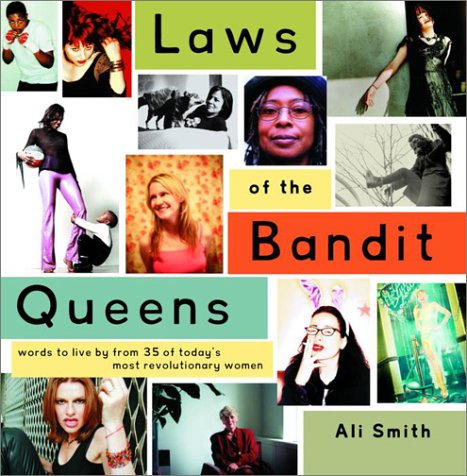 Laws
of the
Bandit
Queens
words to live by from 35 of today's
most revolutionary women
Ali Smith